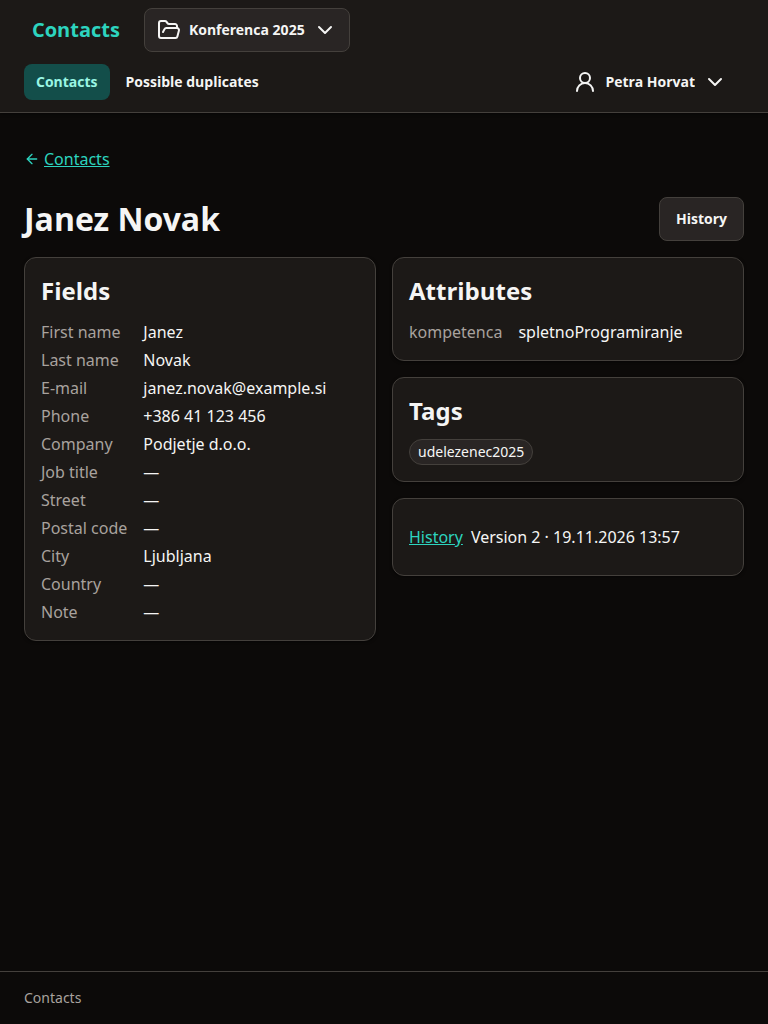 Contacts
Konferenca 2025
Contacts
Possible duplicates
Petra Horvat
← Contacts
Janez Novak
History
Fields
First name Janez
Last name Novak
E-mail janez.novak@example.si
Phone +386 41 123 456
Company Podjetje d.o.o.
Job title —
Street —
Postal code —
City Ljubljana
Country —
Note —
Attributes
kompetenca spletnoProgramiranje
Tags
udelezenec2025
History Version 2 · 19.11.2026 13:57
Contacts